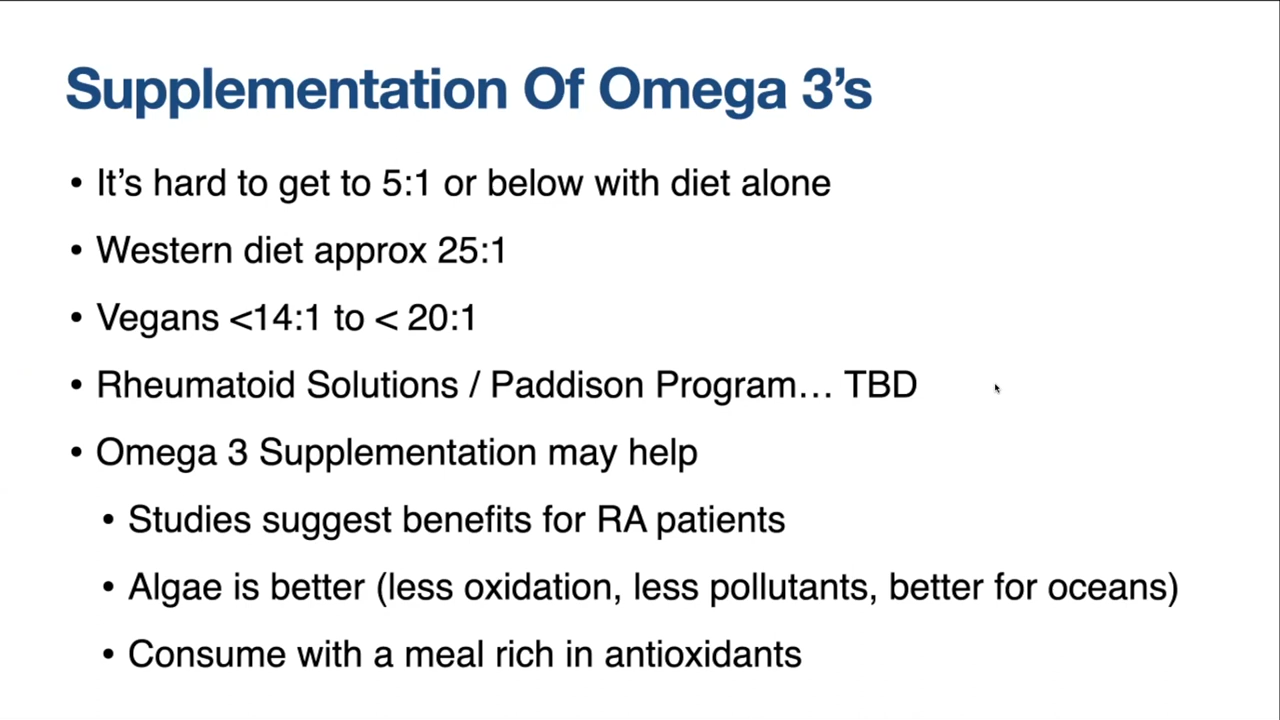 Supplementation Of Omega 3’s
• It’s hard to get to 5:1 or below with diet alone
• Western diet approx 25:1
• Vegans <14:1 to < 20:1
• Rheumatoid Solutions / Paddison Program… TBD
• Omega 3 Supplementation may help
• Studies suggest benefits for RA patients
• Algae is better (less oxidation, less pollutants, better for oceans)
• Consume with a meal rich in antioxidants